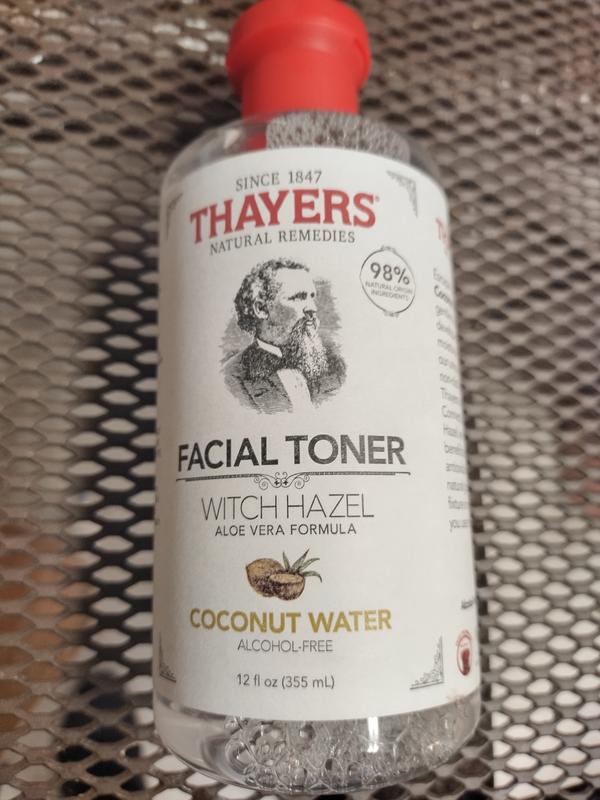 SINCE 1847
THAYERS®
NATURAL REMEDIES
98%
NATURAL ORIGIN
INGREDIENTS
FACIAL TONER
WITCH HAZEL
ALOE VERA FORMULA
COCONUT WATER
ALCOHOL-FREE
12 fl oz (355 mL)